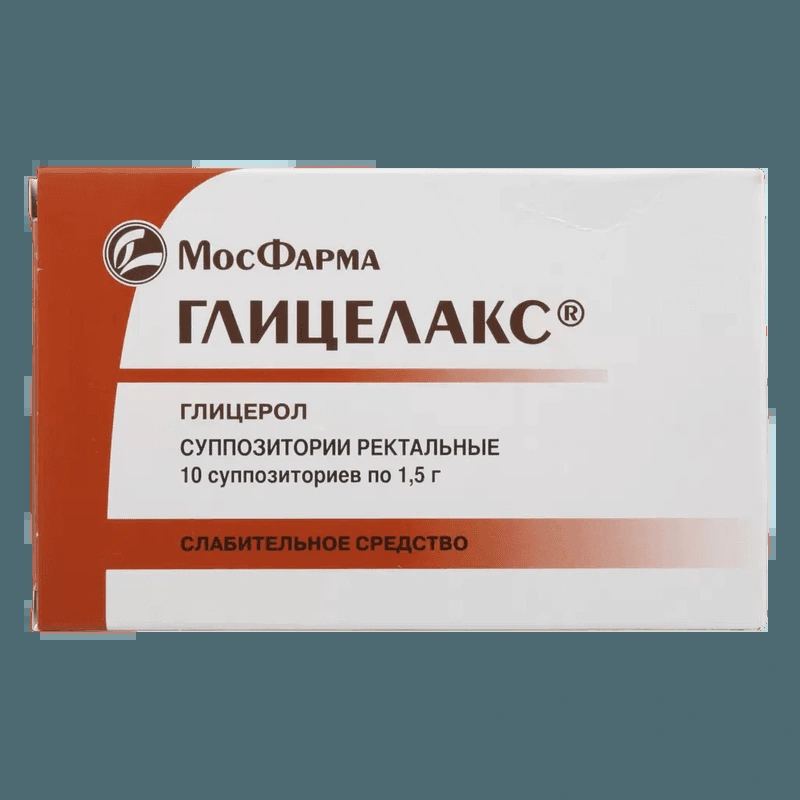 МосФарма
ГЛИЦЕЛАКС®
ГЛИЦЕРОЛ
СУППОЗИТОРИИ РЕКТАЛЬНЫЕ
10 суппозиториев по 1,5 г
СЛАБИТЕЛЬНОЕ СРЕДСТВО